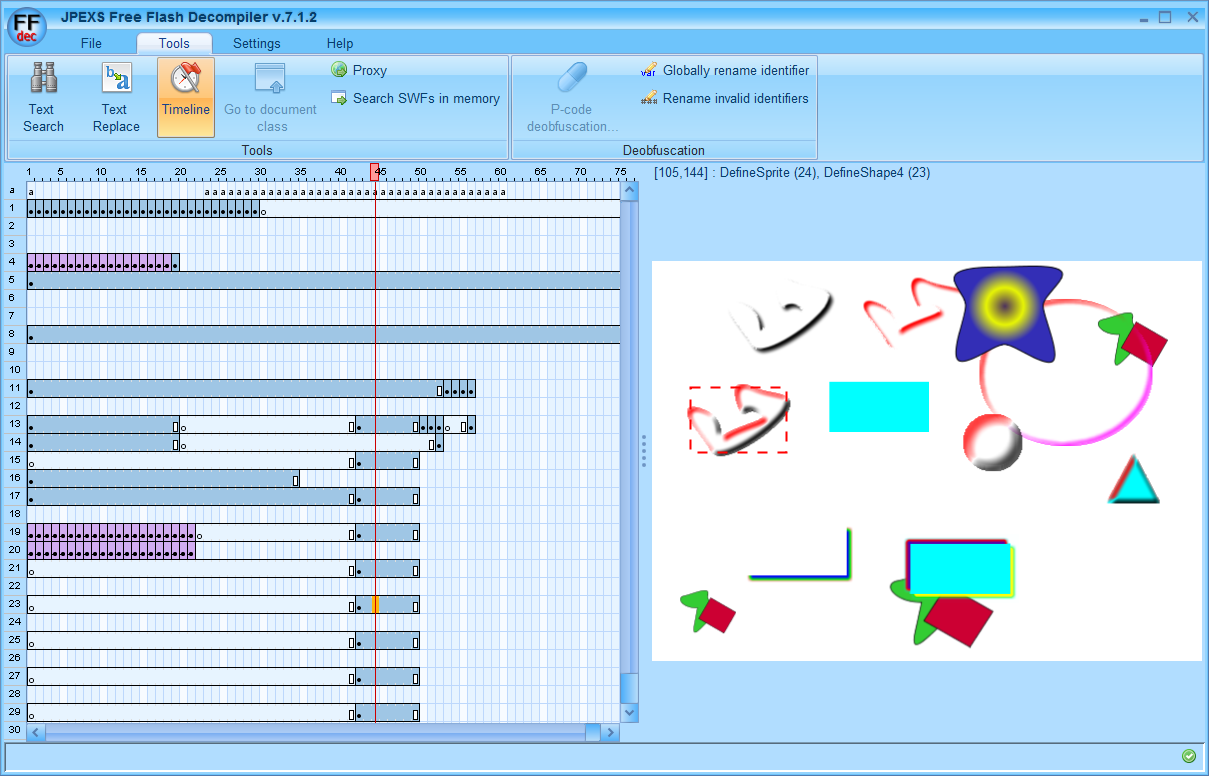 FF
dec
JPEXS Free Flash Decompiler v.7.1.2
File Tools Settings Help
Text
Search
Text
Replace
Timeline
Go to document
class
Proxy
Search SWFs in memory
Tools
P-code
deobfuscation...
var Globally rename identifier
Rename invalid identifiers
Deobfuscation
1 5 10 15 20 25 30 35 40 45 50 55 60 65 70 75
[105,144] : DefineSprite (24), DefineShape4 (23)
a a a a a a a a a a a a a a a a a a a a a a a a a a a a a a a a a a a a a a a a
1
2
3
4
5
6
7
8
9
10
11
12
13
14
15
16
17
18
19
20
21
22
23
24
25
26
27
28
29
30